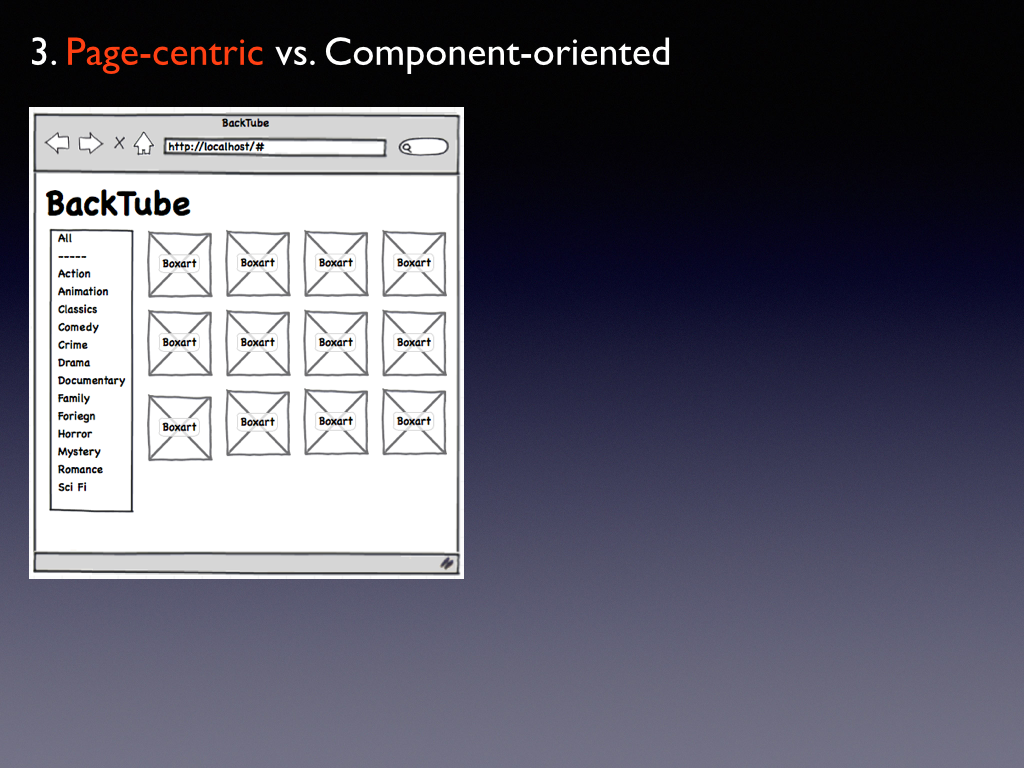 3. Page-centric vs. Component-oriented
BackTube
http://localhost/#
BackTube
All
-----
Action
Animation
Classics
Comedy
Crime
Drama
Documentary
Family
Foriegn
Horror
Mystery
Romance
Sci Fi
Boxart Boxart Boxart Boxart
Boxart Boxart Boxart Boxart
Boxart Boxart Boxart Boxart